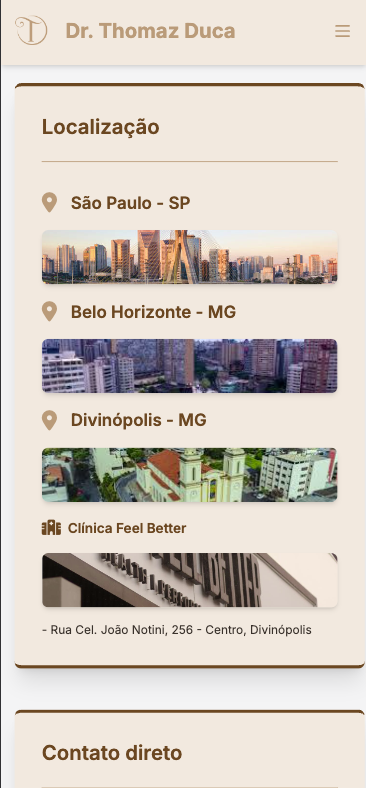 Dr. Thomaz Duca
Localização
São Paulo - SP
Belo Horizonte - MG
Divinópolis - MG
Clínica Feel Better
- Rua Cel. João Notini, 256 - Centro, Divinópolis
Contato direto